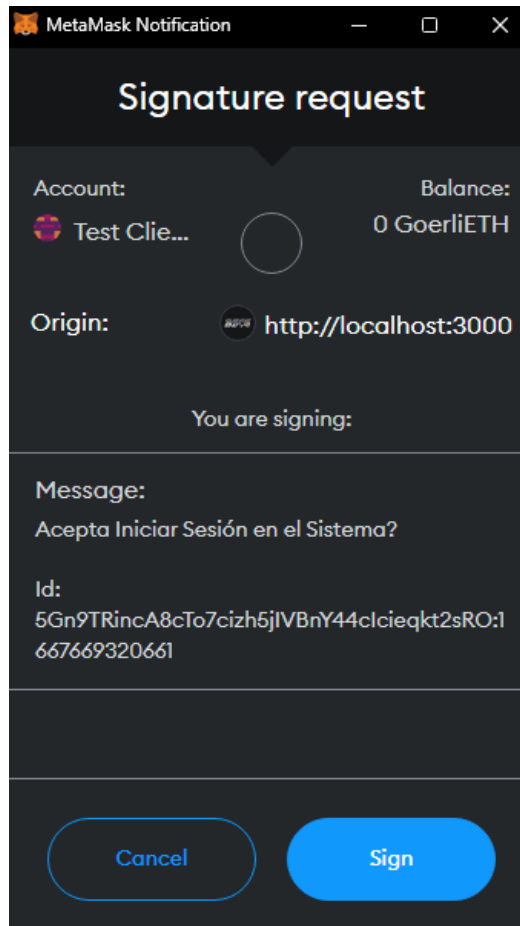 MetaMask Notification
Signature request
Account:
Balance:
Test Clie...
0 GoerliETH
Origin:
http://localhost:3000
You are signing:
Message:
Acepta Iniciar Sesión en el Sistema?
Id:
5Gn9TRincA8cTo7cizh5jIVBnY44cIcieqkt2sRO:1
667669320661
Cancel
Sign